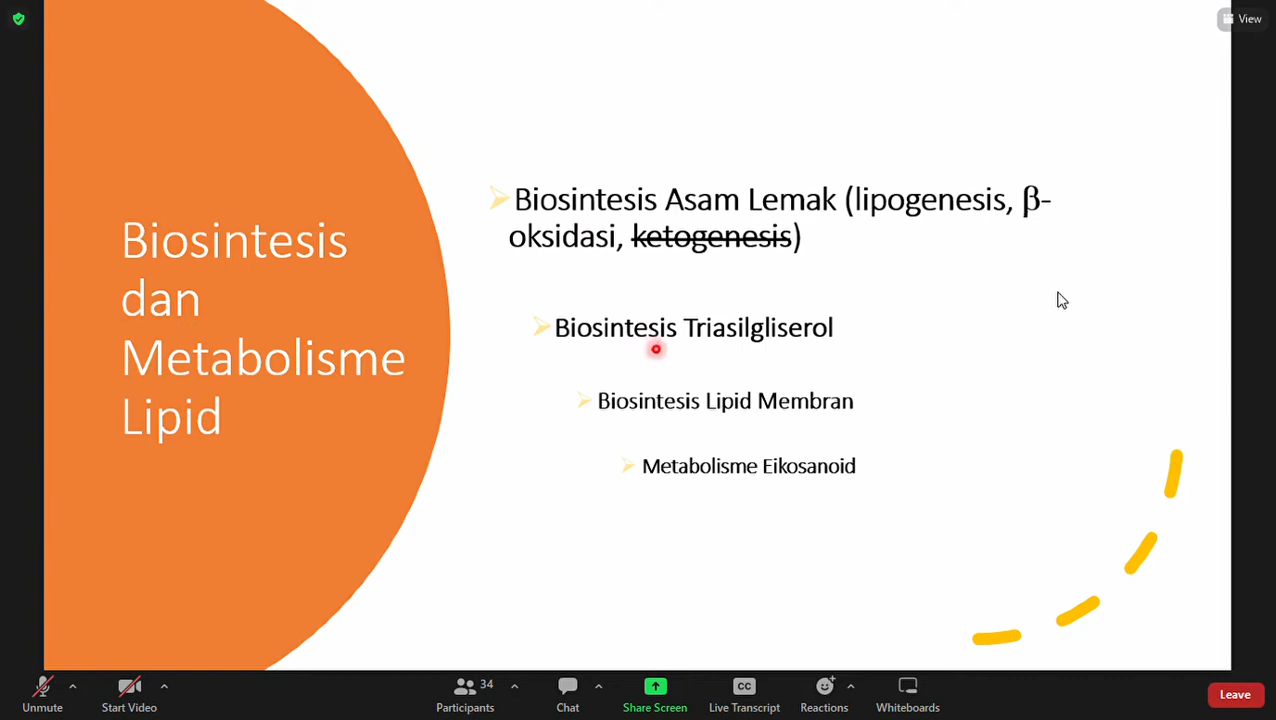 View
Biosintesis
dan
Metabolisme
Lipid
Biosintesis Asam Lemak (lipogenesis, β-
oksidasi, ketogenesis)
Biosintesis Triasilgliserol
Biosintesis Lipid Membran
Metabolisme Eikosanoid
Unmute
Start Video
34
Participants
Chat
Share Screen
CC
Live Transcript
Reactions
Whiteboards
Leave